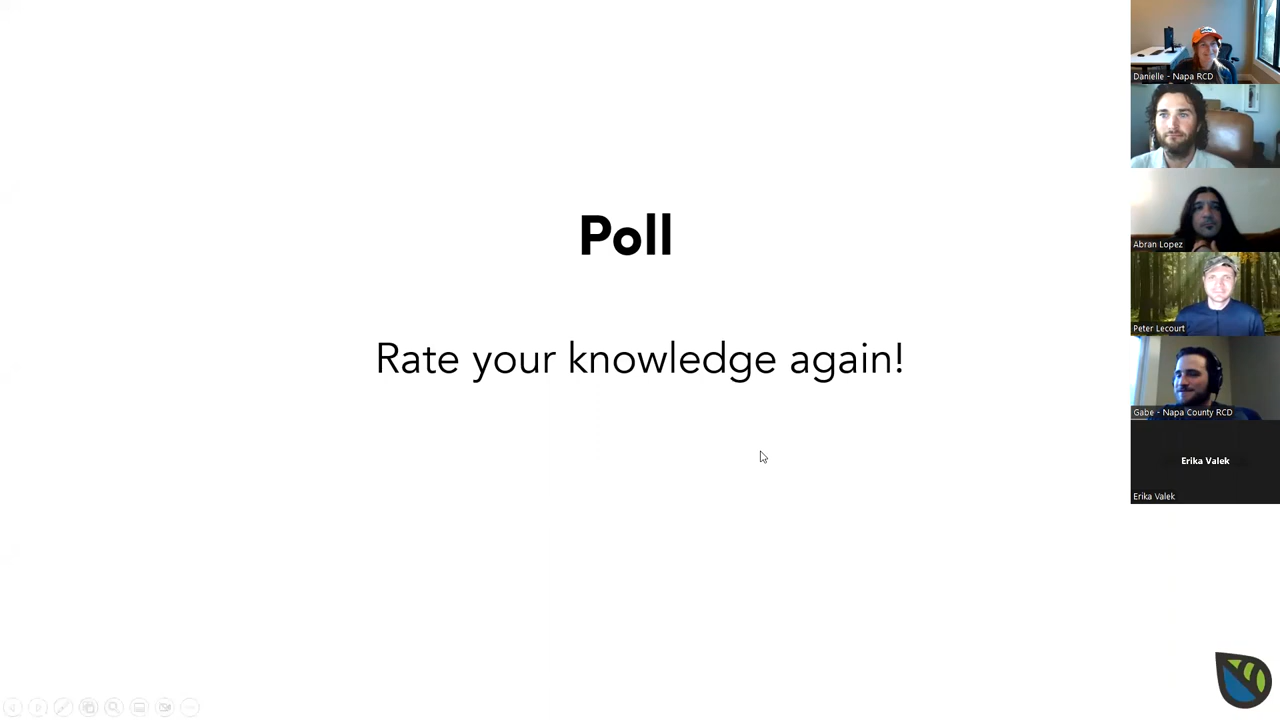 Poll
Rate your knowledge again!
Danielle - Napa RCD
Abran Lopez
Peter Lecourt
Gabe - Napa County RCD
Erika Valek
Erika Valek